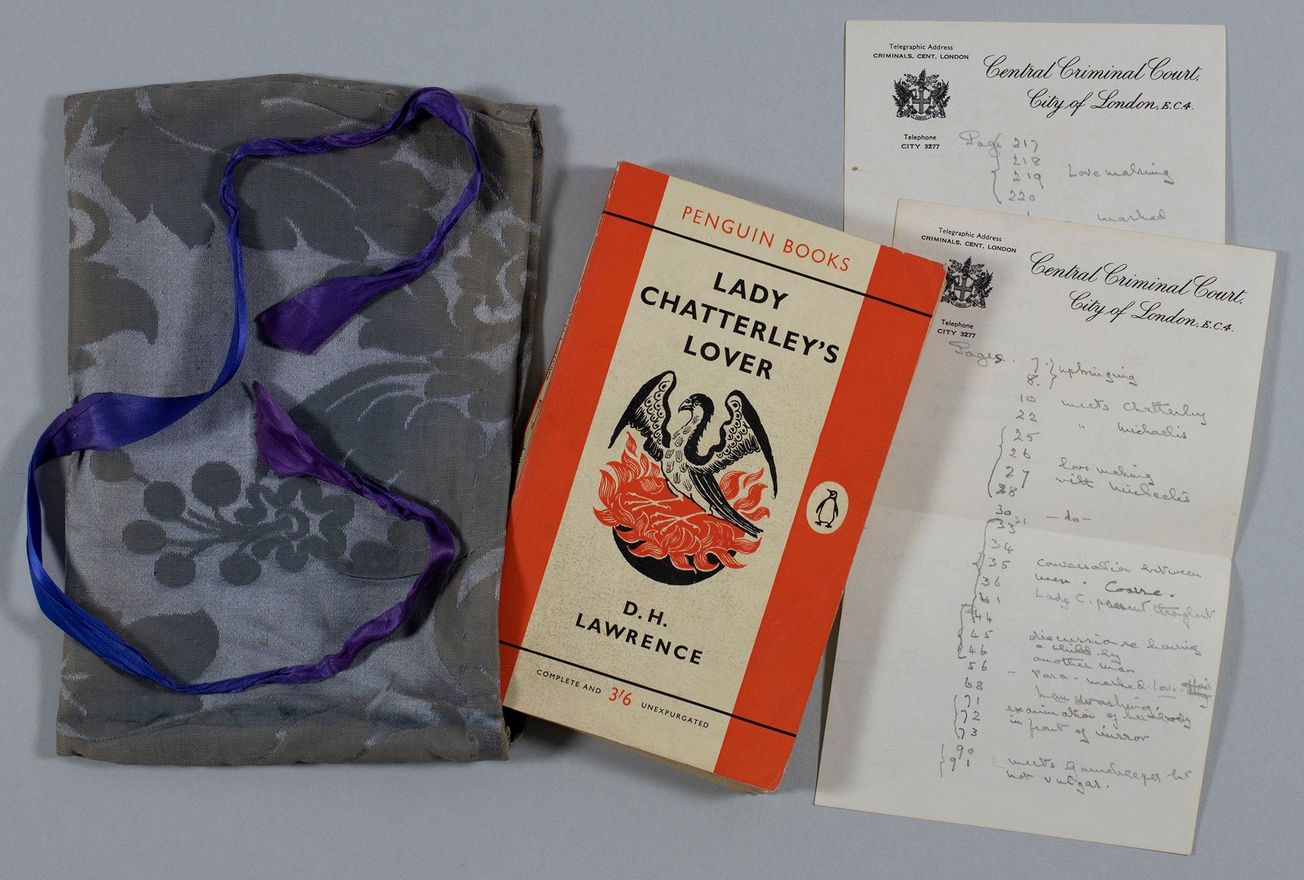 PENGUIN BOOKS
LADY
CHATTERLEY'S
LOVER
D.H.
LAWRENCE
COMPLETE AND 3'6 UNEXPURGATED
Telegraphic Address
CRIMINALS, CENT, LONDON
Central Criminal Court,
City of London, E.C.4.
Telephone
CITY 3277
Page 217
218
219 Love making
220
marked
Telegraphic Address
CRIMINALS, CENT, LONDON
Central Criminal Court,
City of London, E.C.4.
Telephone
CITY 3277
Pages. 7. } upbringing
8. }
10 meets Chatterley
22 " Michaelis
25
26
27 love making
28 with Michaelis
30 -do-
33
34
35 Conversation between
36 men. Coarse.
41 Lady C. present throughout
44
45 discussion re having
46 a child by
another man
56 para. marked. love
68 Man washing
71
72 examination of her body
73 in front of mirror
90
91 meets gamekeeper but
not vulgar.